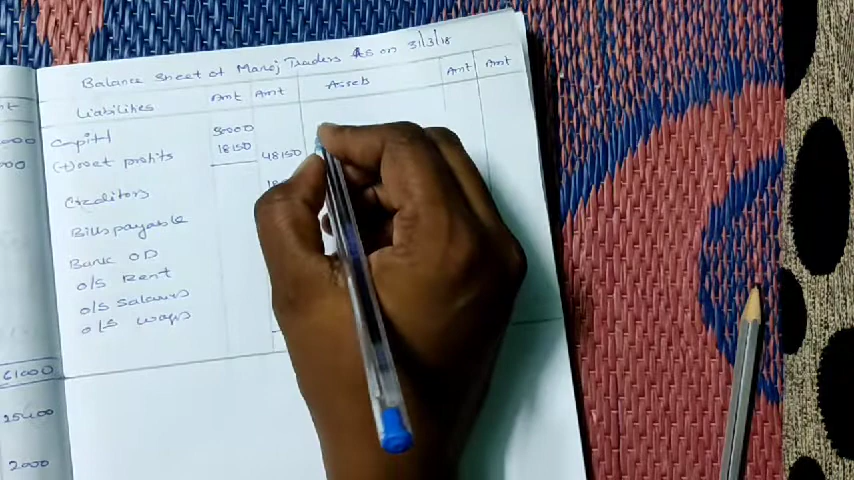 Balance Sheet of Manoj Traders As on 31/3/18
Liabilities Amt Amt Assets Amt Amt
Capital 30000
(+) Net profits 18150 48150
Creditors
Bills payable
Bank OD
o/s Rent
o/s Salaries
o/s wages
61000
25400
2000